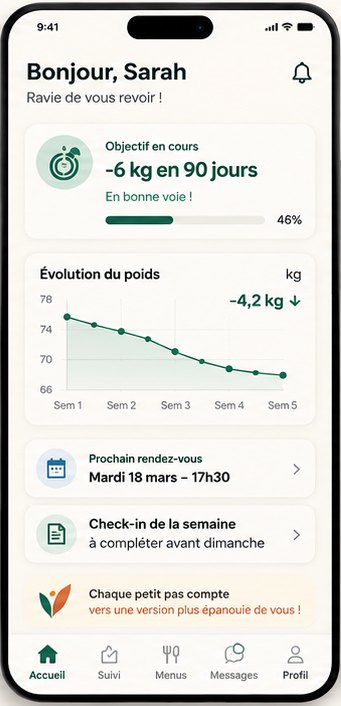 9:41
Bonjour, Sarah
Ravie de vous revoir !
Objectif en cours
-6 kg en 90 jours
En bonne voie !
46%
Évolution du poids
kg
-4,2 kg ↓
78
74
70
66
Sem 1 Sem 2 Sem 3 Sem 4 Sem 5
Prochain rendez-vous
Mardi 18 mars – 17h30
Check-in de la semaine
à compléter avant dimanche
Chaque petit pas compte
vers une version plus épanouie de vous !
Accueil Suivi Menus Messages Profil